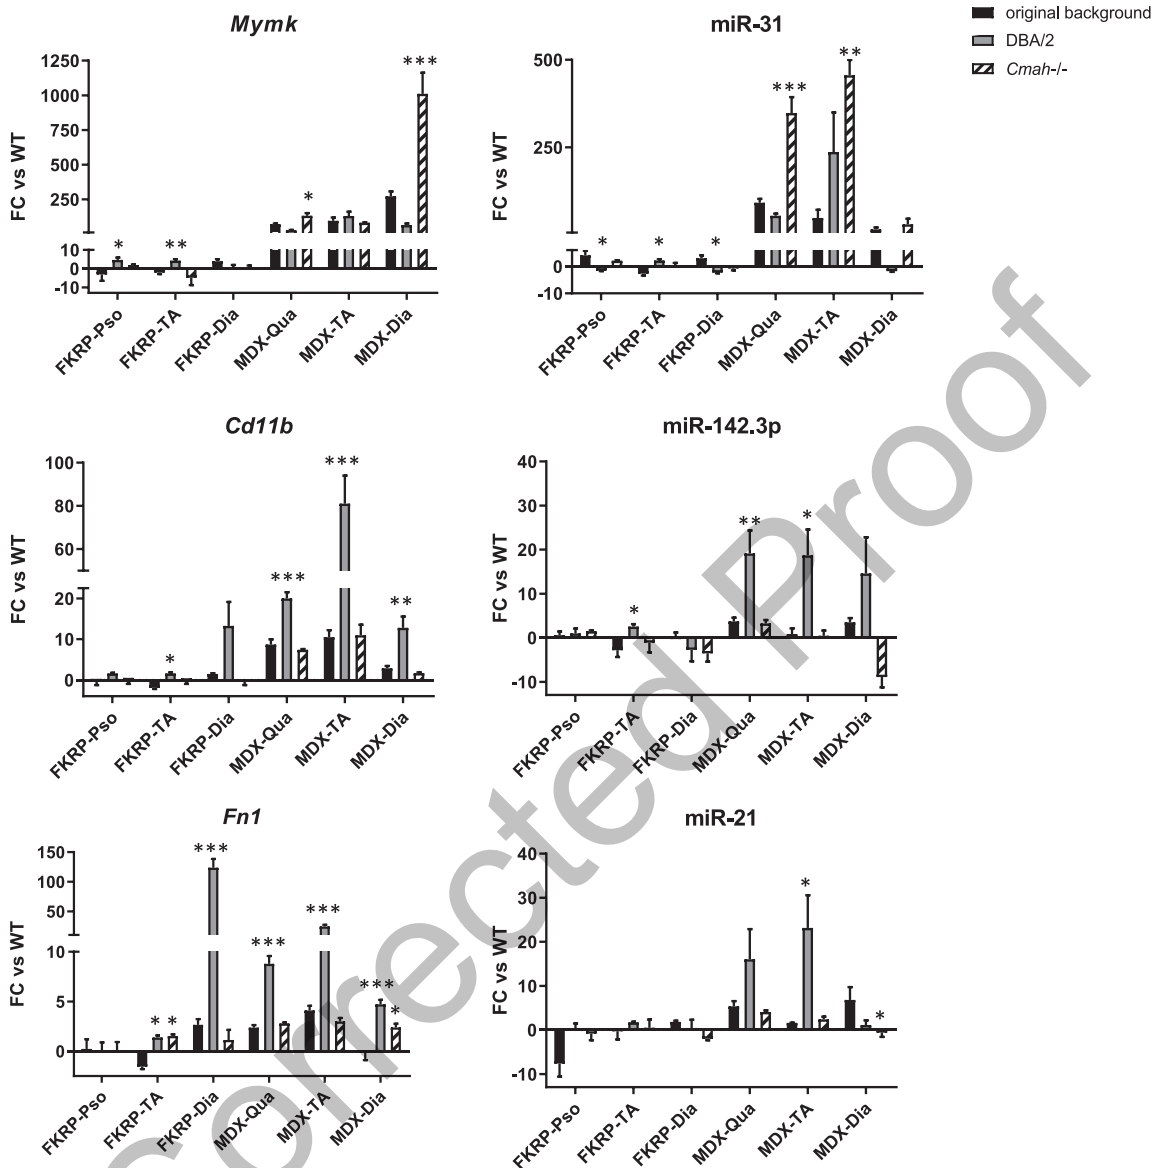 original background
DBA/2
Cmah-/-
Mymk
FC vs WT
1250
1000
750
500
250
10
0
-10
*
**
*
***
FKRP-Pso
FKRP-TA
FKRP-Dia
MDX-Qua
MDX-TA
MDX-Dia
miR-31
FC vs WT
500
250
10
0
-10
*
*
*
***
**
FKRP-Pso
FKRP-TA
FKRP-Dia
MDX-Qua
MDX-TA
MDX-Dia
Cd11b
FC vs WT
100
80
60
40
20
10
0
*
***
***
**
FKRP-Pso
FKRP-TA
FKRP-Dia
MDX-Qua
MDX-TA
MDX-Dia
miR-142.3p
FC vs WT
40
30
20
10
0
-10
*
**
*
FKRP-Pso
FKRP-TA
FKRP-Dia
MDX-Qua
MDX-TA
MDX-Dia
Fn1
FC vs WT
150
100
50
10
5
0
*
*
***
***
***
***
*
FKRP-Pso
FKRP-TA
FKRP-Dia
MDX-Qua
MDX-TA
MDX-Dia
miR-21
FC vs WT
40
30
20
10
0
-10
*
*
FKRP-Pso
FKRP-TA
FKRP-Dia
MDX-Qua
MDX-TA
MDX-Dia
Corrected Proof